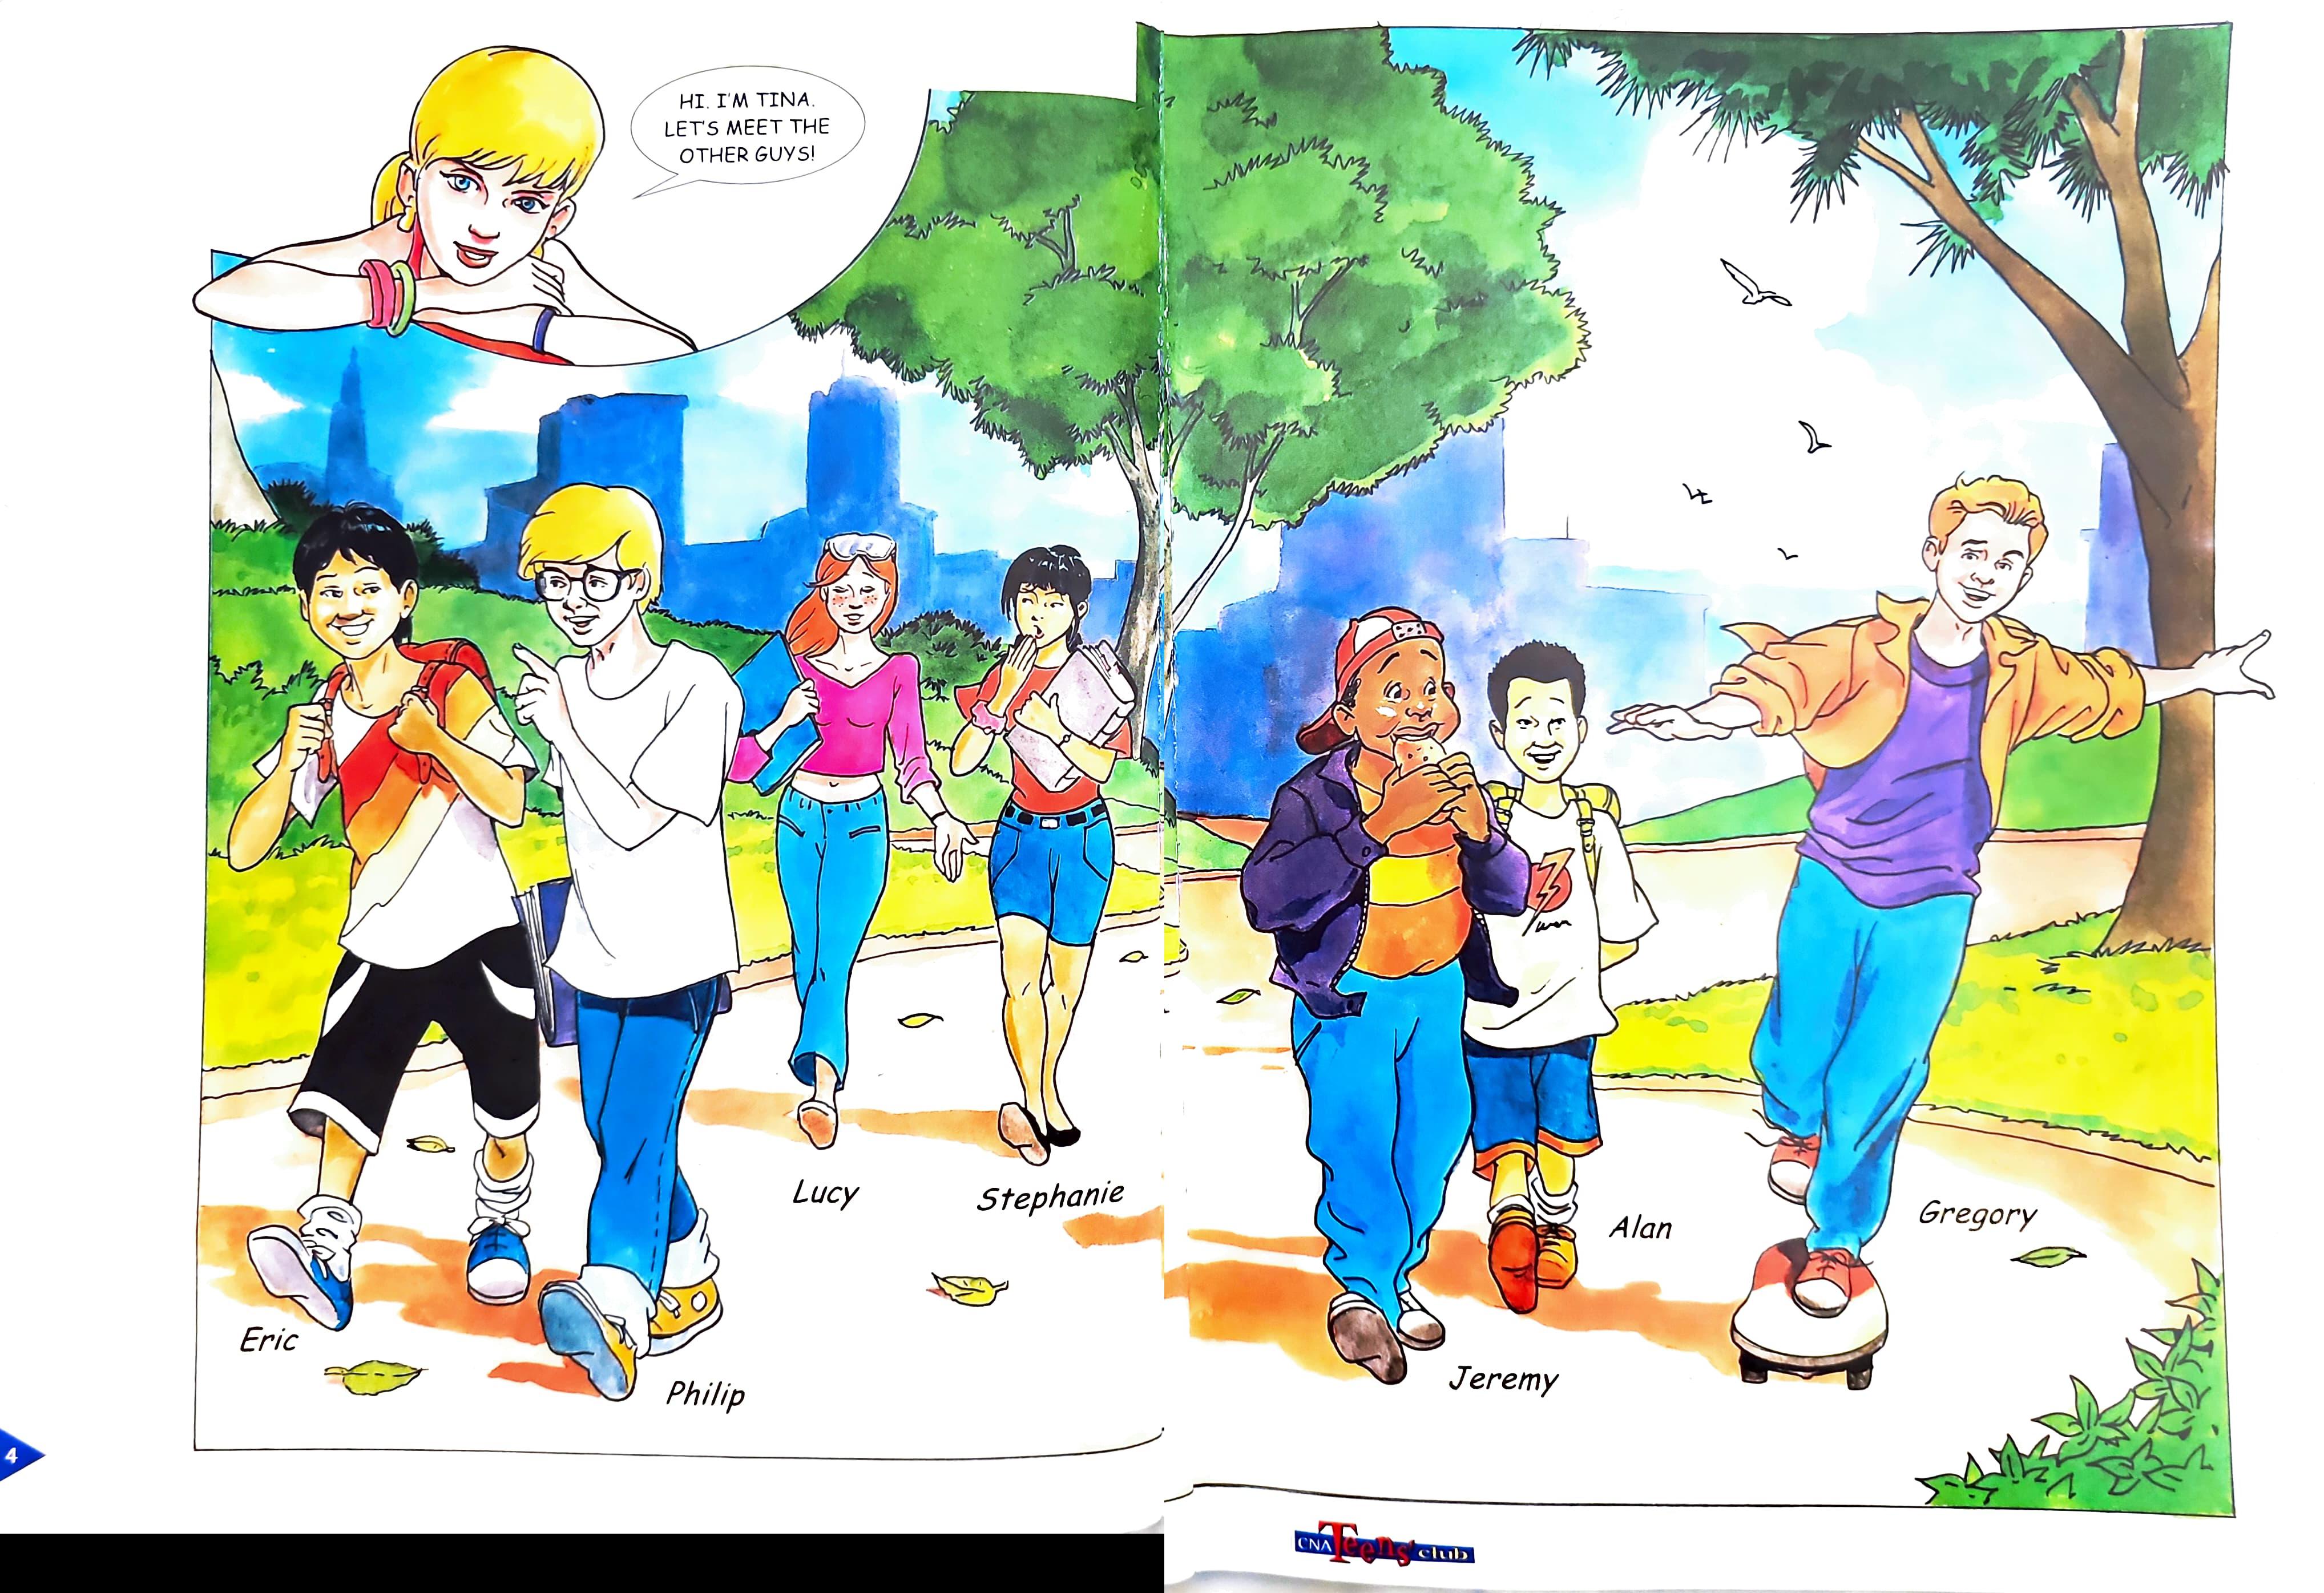 HI. I'M TINA.
LET'S MEET THE
OTHER GUYS!
Lucy
Stephanie
Eric
Philip
Alan
Gregory
Jeremy
4
CNA Teens' club